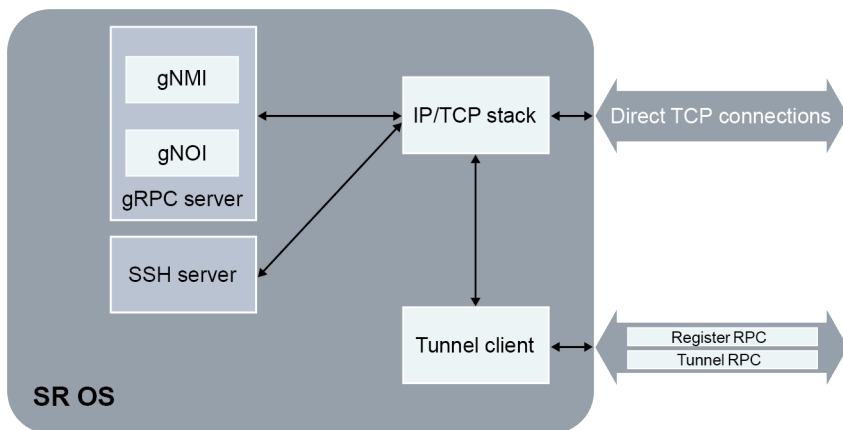 gNMI
gNOI
gRPC server
SSH server
IP/TCP stack
Direct TCP connections
Tunnel client
Register RPC
Tunnel RPC
SR OS